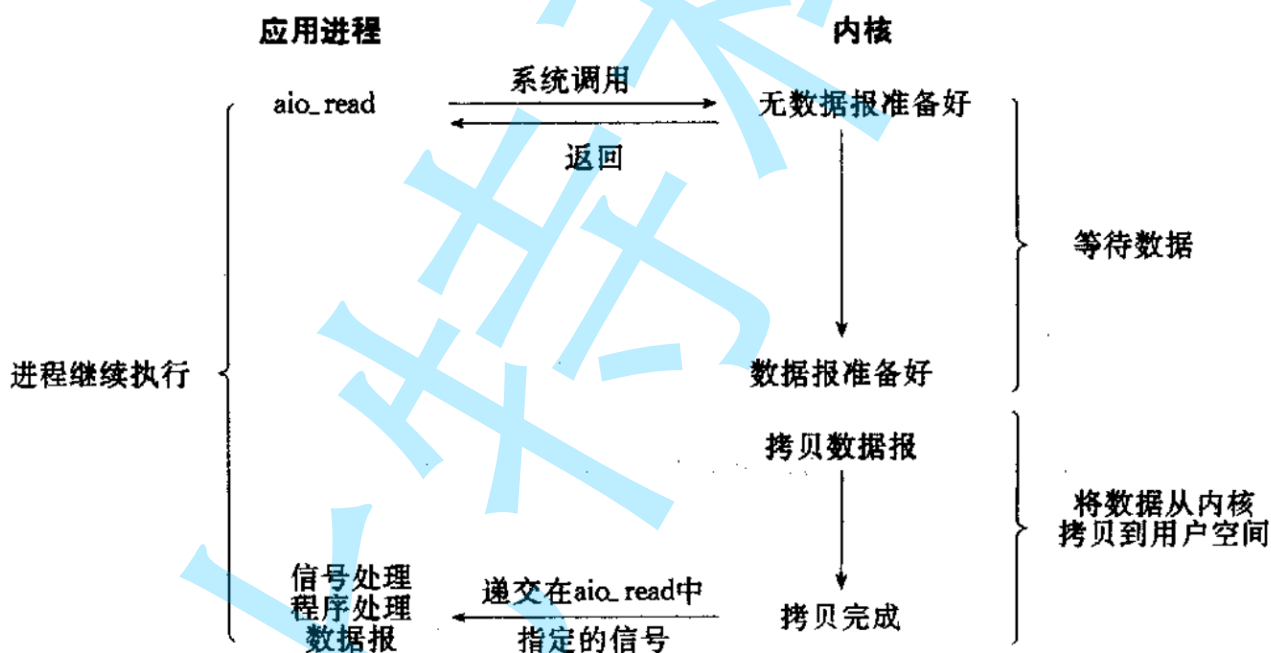 应用进程
内核
系统调用
aio_read
无数据报准备好
返回
等待数据
进程继续执行
数据报准备好
拷贝数据报
将数据从内核
拷贝到用户空间
信号处理
程序处理
数据报
递交在aio_read中
指定的信号
拷贝完成